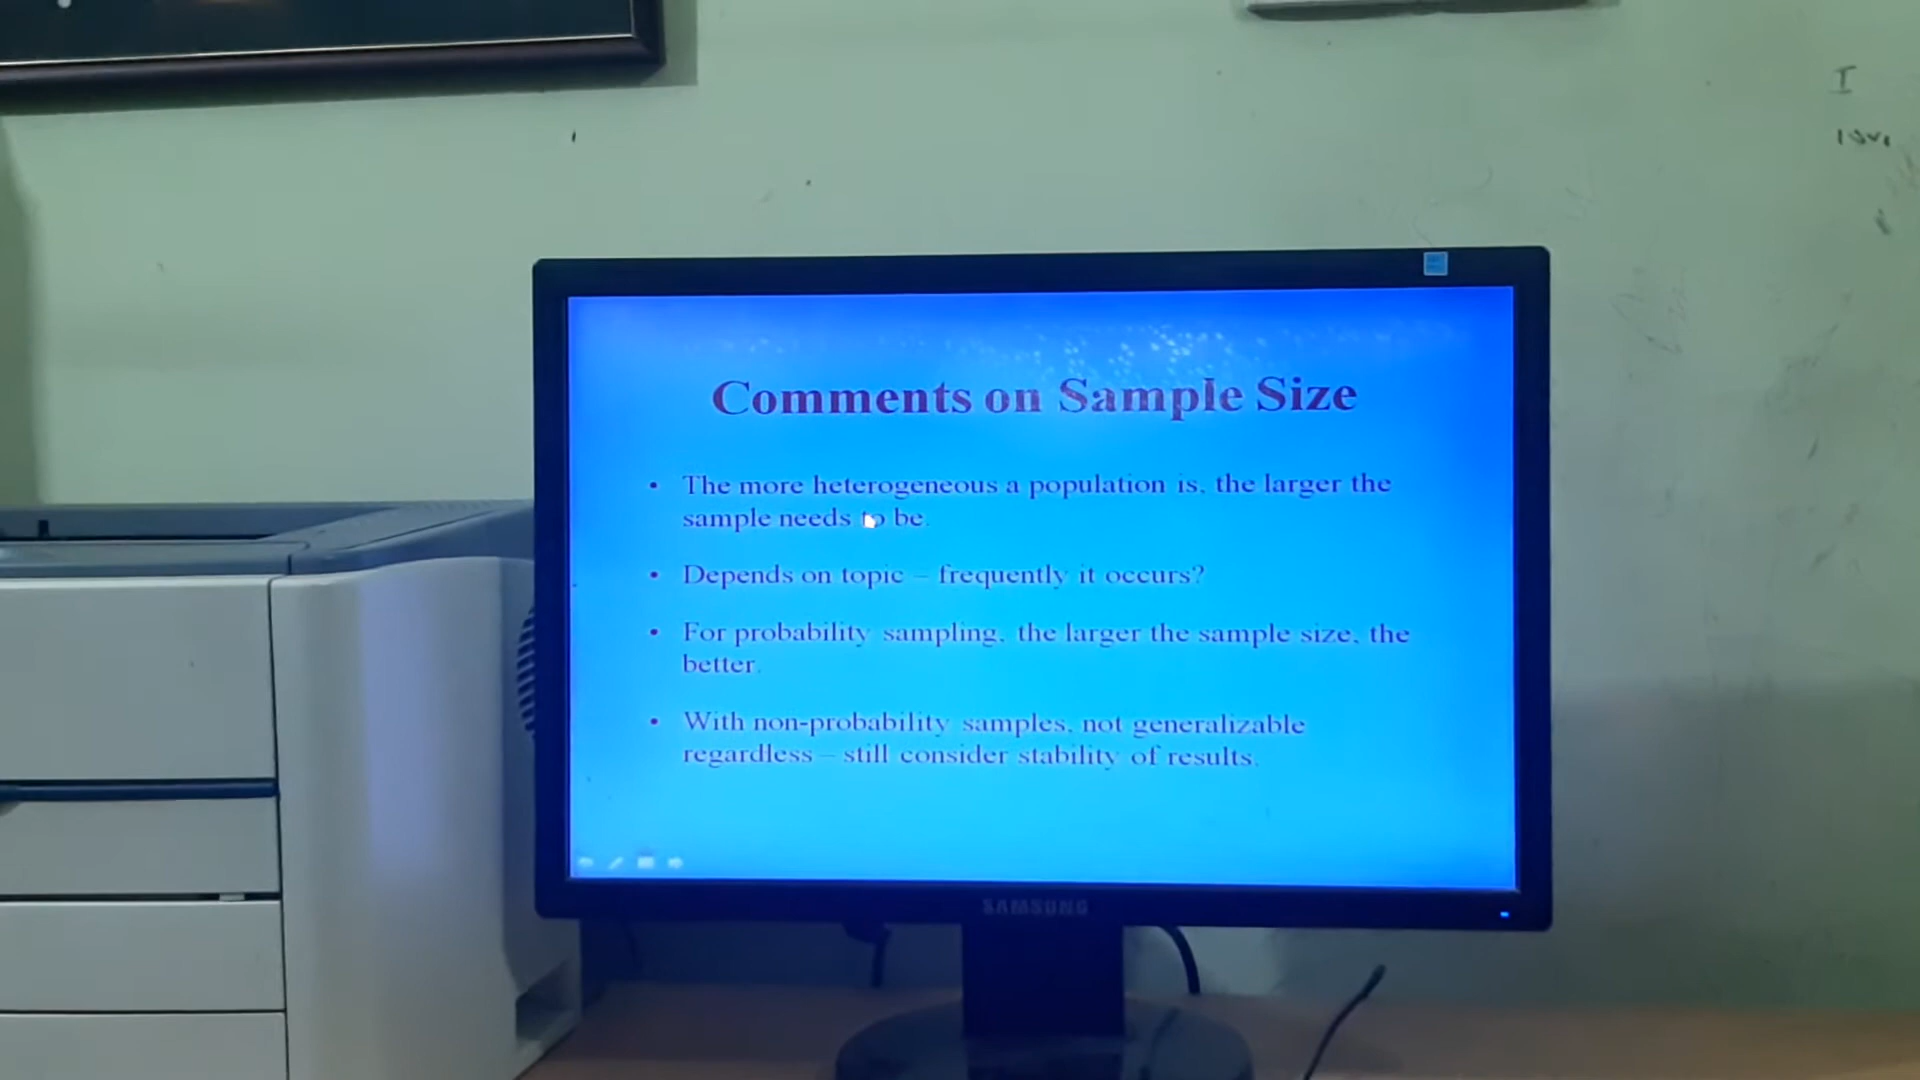 Comments on Sample Size
• The more heterogeneous a population is, the larger the
sample needs to be.
• Depends on topic – frequently it occurs?
• For probability sampling, the larger the sample size, the
better.
• With non-probability samples, not generalizable
regardless – still consider stability of results.
SAMSUNG
I